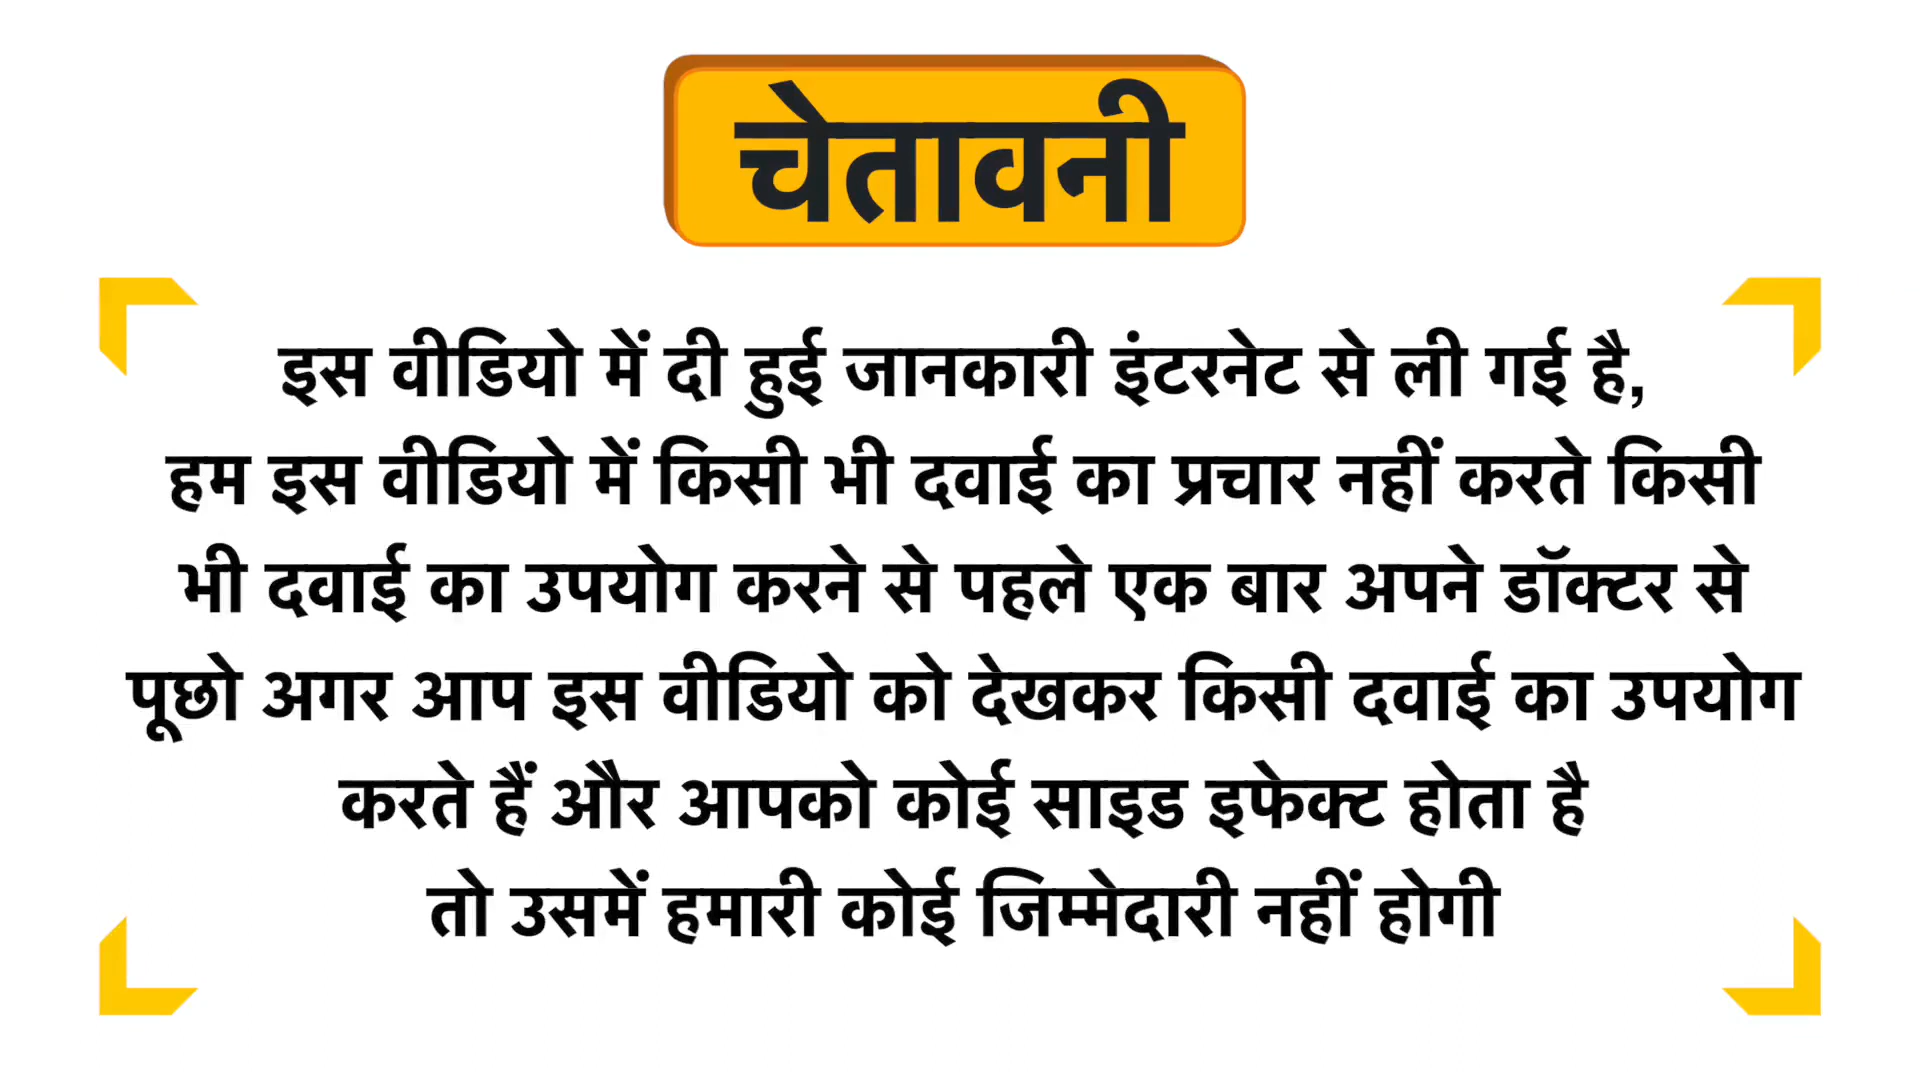 चेतावनी
इस वीडियो में दी हुई जानकारी इंटरनेट से ली गई है,
हम इस वीडियो में किसी भी दवाई का प्रचार नहीं करते किसी
भी दवाई का उपयोग करने से पहले एक बार अपने डॉक्टर से
पूछो अगर आप इस वीडियो को देखकर किसी दवाई का उपयोग
करते हैं और आपको कोई साइड इफेक्ट होता है
तो उसमें हमारी कोई जिम्मेदारी नहीं होगी